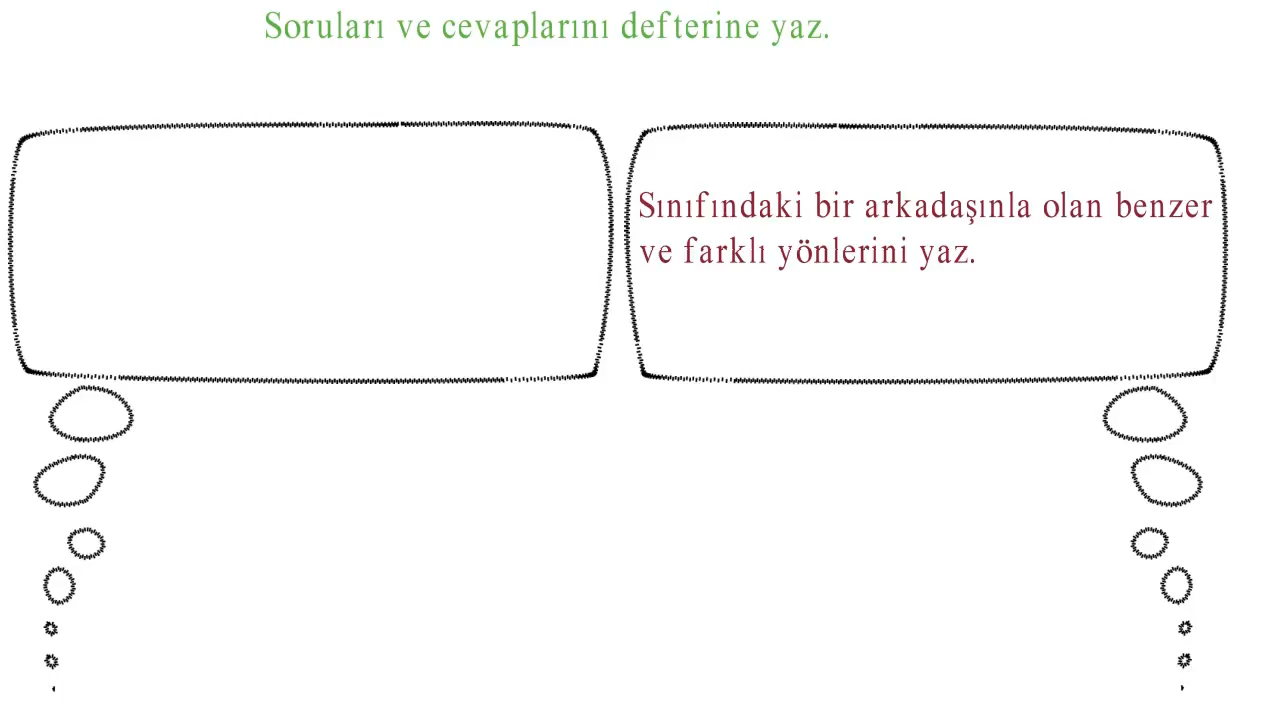 Soruları ve cevaplarını defterine yaz.
Sınıfındaki bir arkadaşınla olan benzer
ve farklı yönlerini yaz.